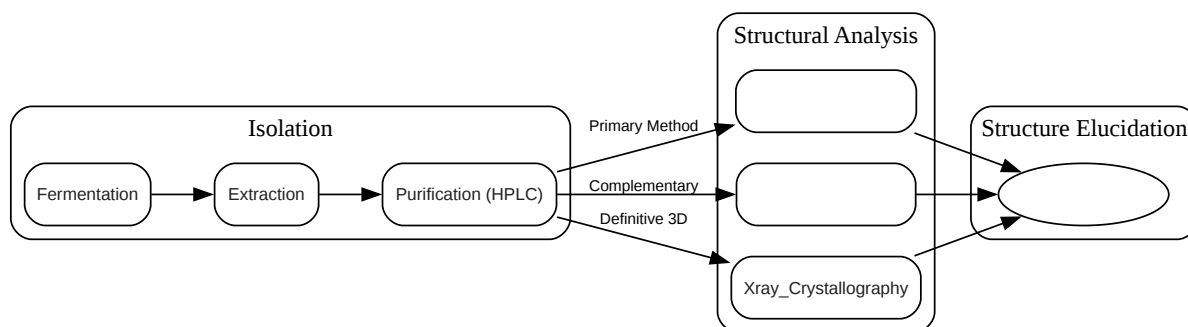 Structural Analysis
Isolation
Structure Elucidation
Primary Method
Fermentation
Extraction
Purification (HPLC)
Complementary
Definitive 3D
Xray_Crystallography